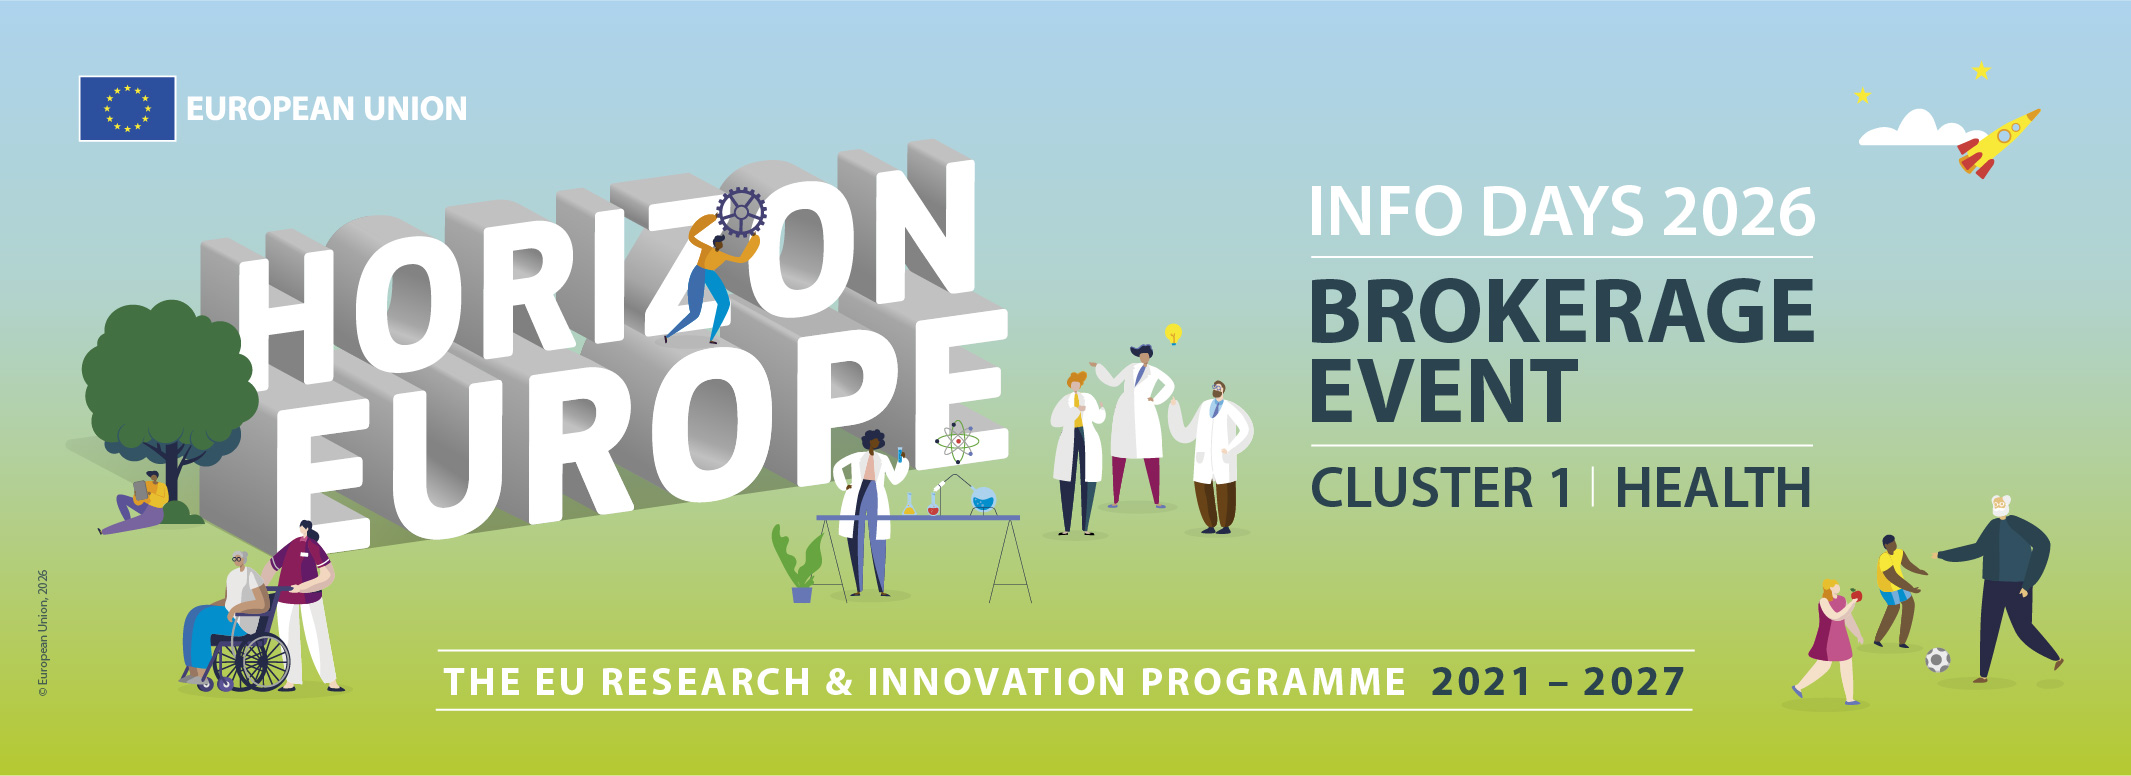 EUROPEAN UNION
HORIZON
EUROPE
INFO DAYS 2026
BROKERAGE
EVENT
CLUSTER 1 | HEALTH
THE EU RESEARCH & INNOVATION PROGRAMME 2021 – 2027
© European Union, 2026